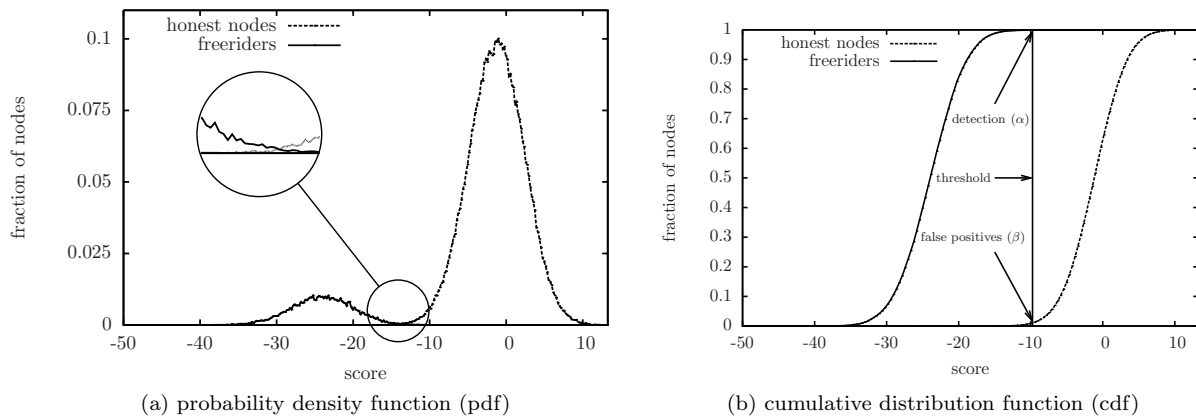 honest nodes
freeriders
0.1
0.075
0.05
0.025
0
fraction of nodes
-50 -40 -30 -20 -10 0
score
(a) probability density function (pdf)
honest nodes
freeriders
1
0.9
0.8
0.7
0.6
0.5
0.4
0.3
0.2
0.1
0
fraction of nodes
detection (α)
threshold
false positives (β)
-50 -40 -30 -20 -10 0 10
score
(b) cumulative distribution function (cdf)